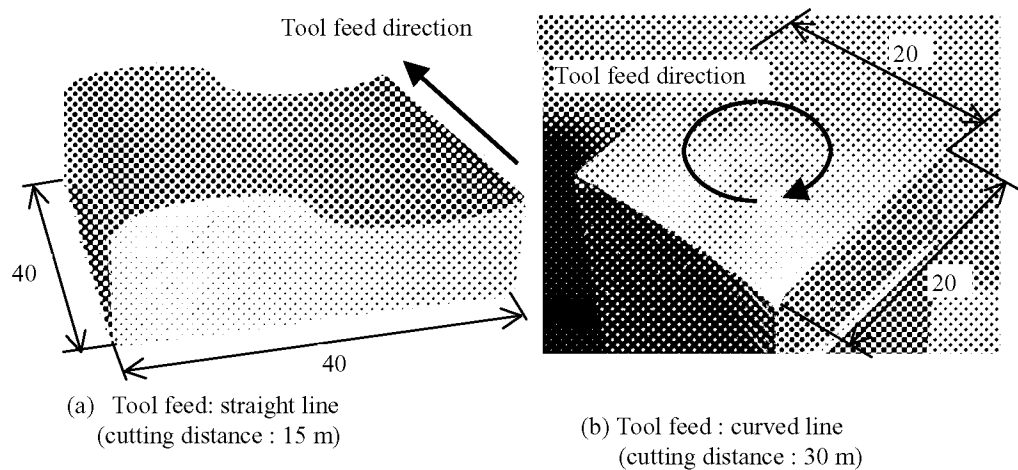 Tool feed direction
40
40
(a) Tool feed: straight line
(cutting distance : 15 m)
20
Tool feed direction
20
(b) Tool feed : curved line
(cutting distance : 30 m)